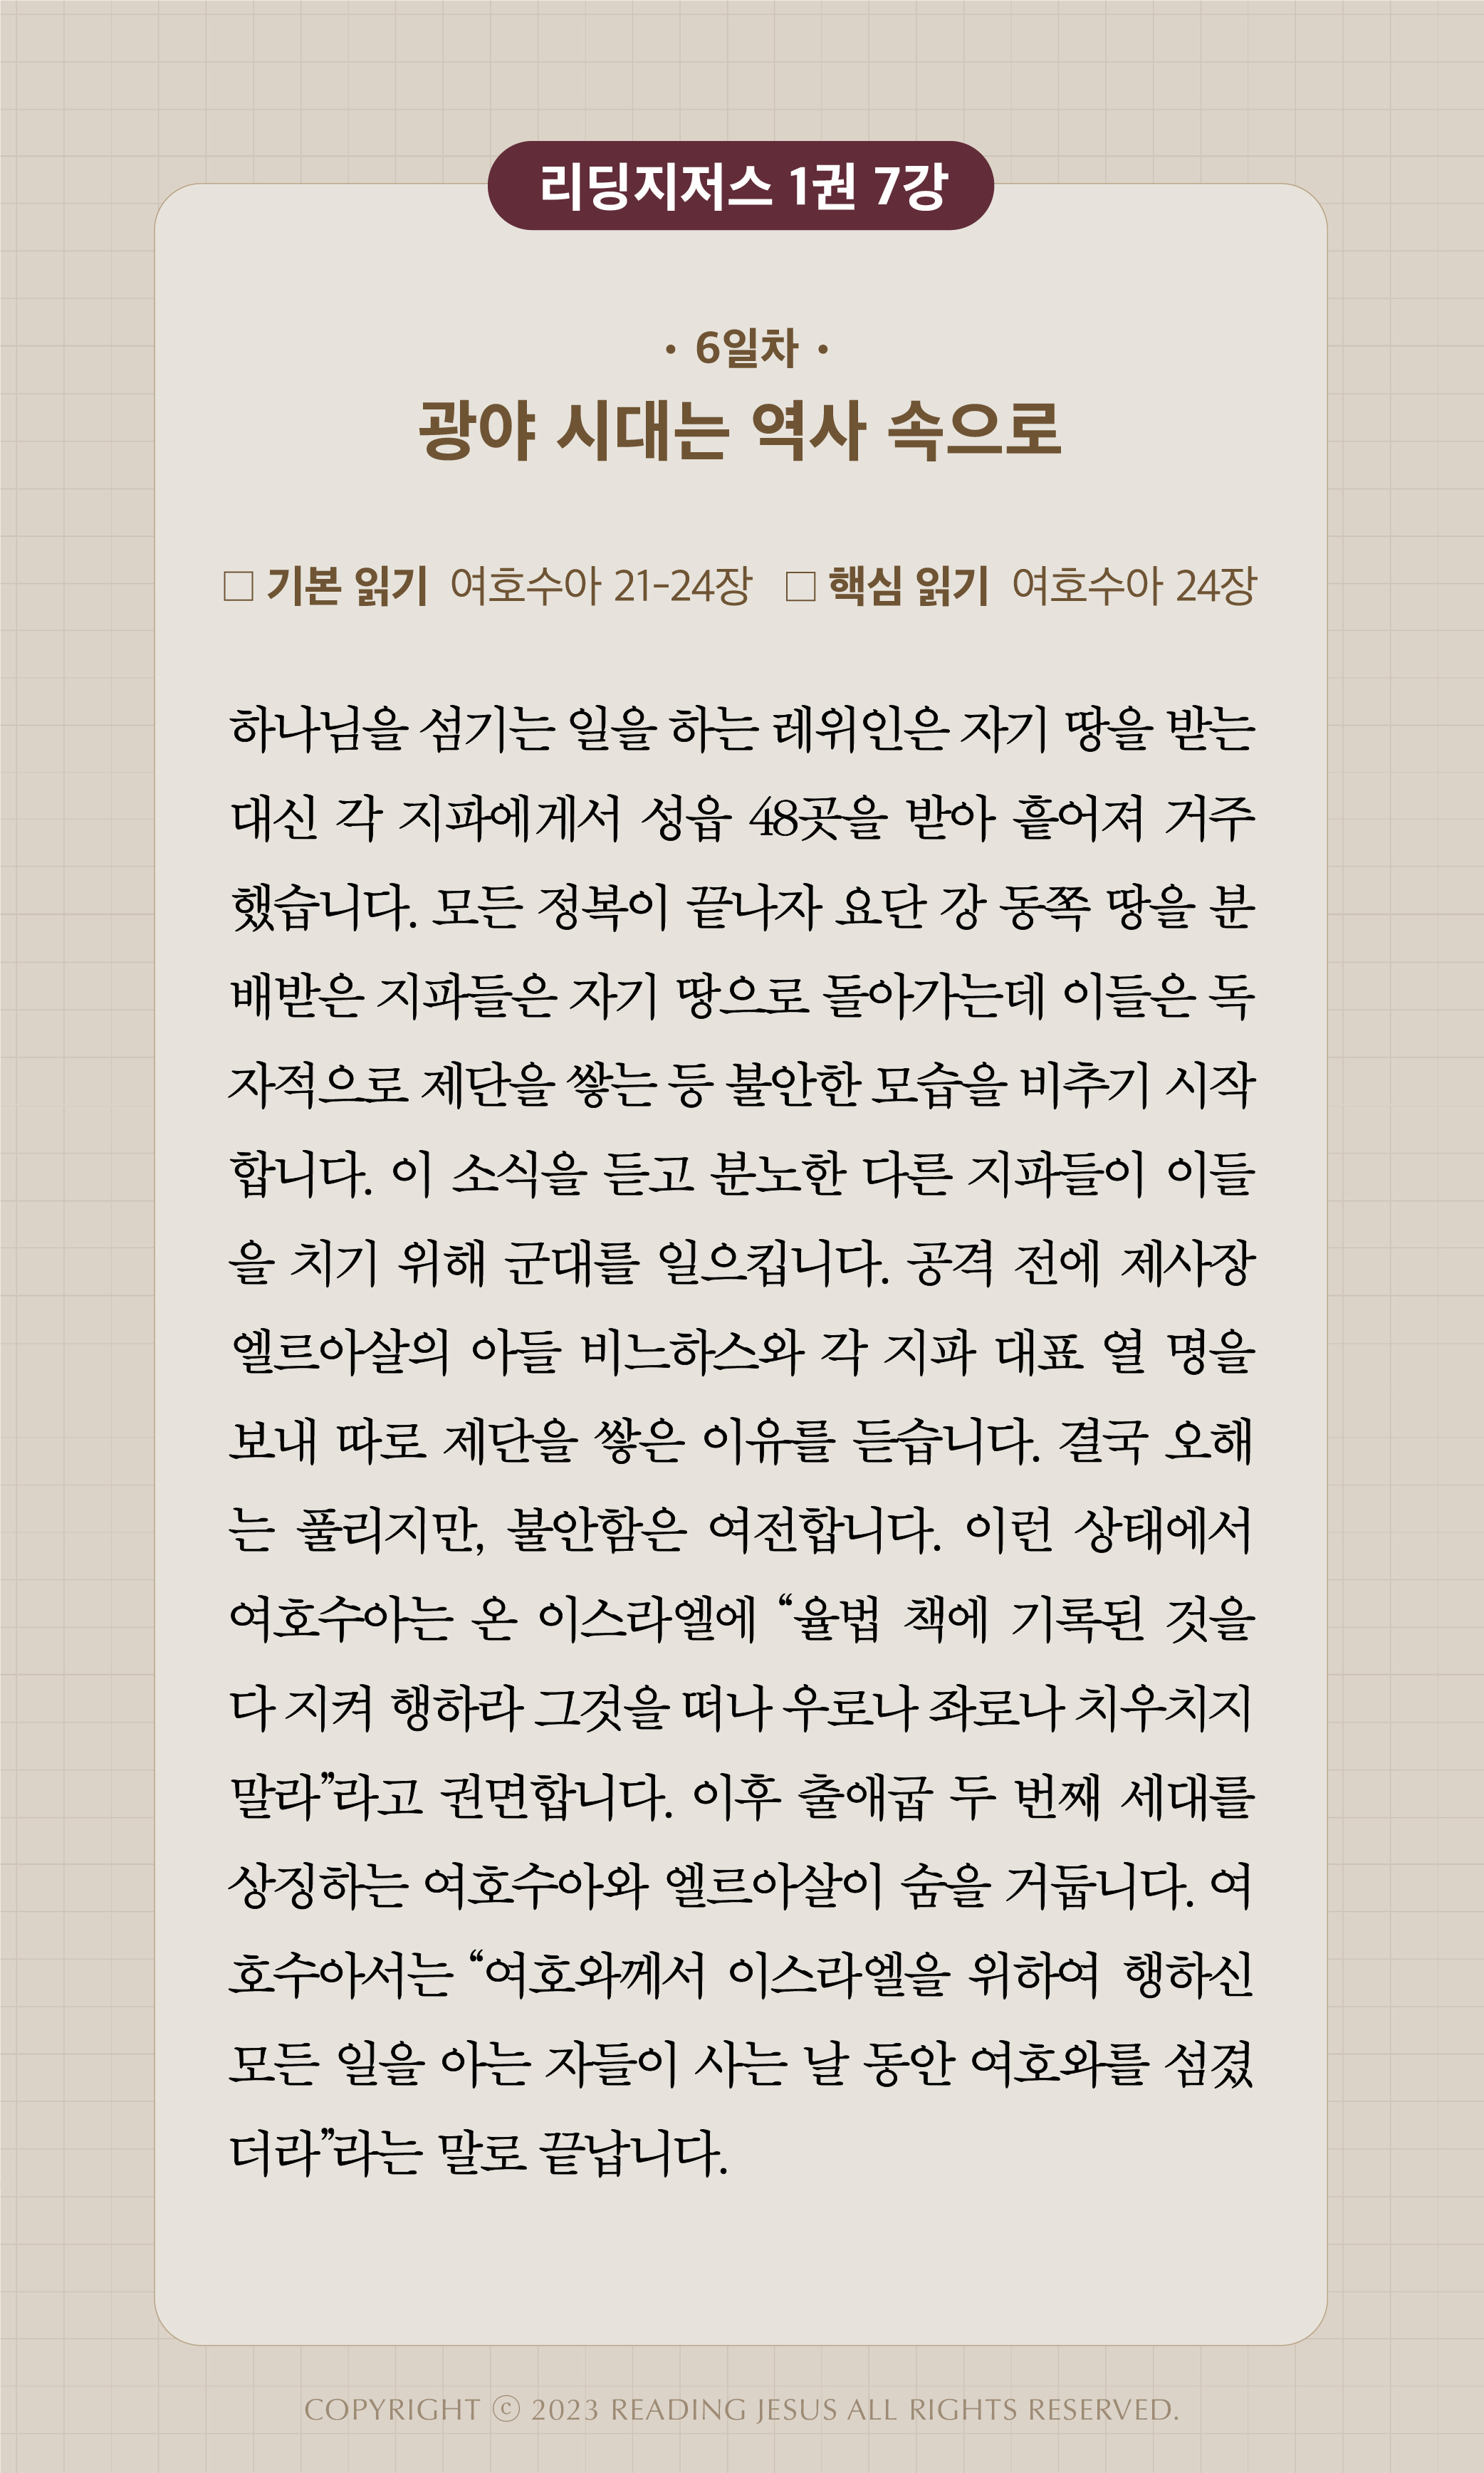 리딩지저스 1권 7강
· 6일차 ·
광야 시대는 역사 속으로
□ 기본 읽기 여호수아 21-24장 □ 핵심 읽기 여호수아 24장
하나님을 섬기는 일을 하는 레위인은 자기 땅을 받는
대신 각 지파에게서 성읍 48곳을 받아 흩어져 거주
했습니다. 모든 정복이 끝나자 요단 강 동쪽 땅을 분
배받은 지파들은 자기 땅으로 돌아가는데 이들은 독
자적으로 제단을 쌓는 등 불안한 모습을 비추기 시작
합니다. 이 소식을 듣고 분노한 다른 지파들이 이들
을 치기 위해 군대를 일으킵니다. 공격 전에 제사장
엘르아살의 아들 비느하스와 각 지파 대표 열 명을
보내 따로 제단을 쌓은 이유를 듣습니다. 결국 오해
는 풀리지만, 불안함은 여전합니다. 이런 상태에서
여호수아는 온 이스라엘에 “율법 책에 기록된 것을
다 지켜 행하라 그것을 떠나 우로나 좌로나 치우치지
말라”라고 권면합니다. 이후 출애굽 두 번째 세대를
상징하는 여호수아와 엘르아살이 숨을 거둡니다. 여
호수아서는 “여호와께서 이스라엘을 위하여 행하신
모든 일을 아는 자들이 사는 날 동안 여호와를 섬겼
더라”라는 말로 끝납니다.
COPYRIGHT ⓒ 2023 READING JESUS ALL RIGHTS RESERVED.